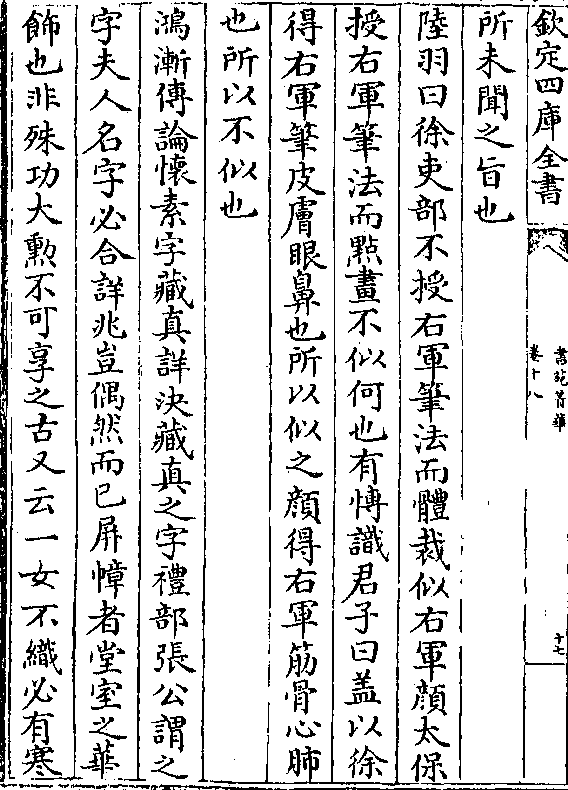 欽定四庫全書
書苑菁華
卷十八
十七
所未聞之旨也
陸羽曰徐吏部不授右軍筆法而體裁似右軍顔太保
授右軍筆法而點畫不似何也有博識君子曰盖以徐
得右軍筆皮膚眼鼻也所以似之顔得右軍筋骨心肺
也所以不似也
鴻漸傳論懷素字藏真詳決藏真之字禮部張公謂之
字夫人名字必合詳兆豈偶然而已屏幛者堂室之華
飾也非殊功大勲不可享之古又云一女不織必有寒